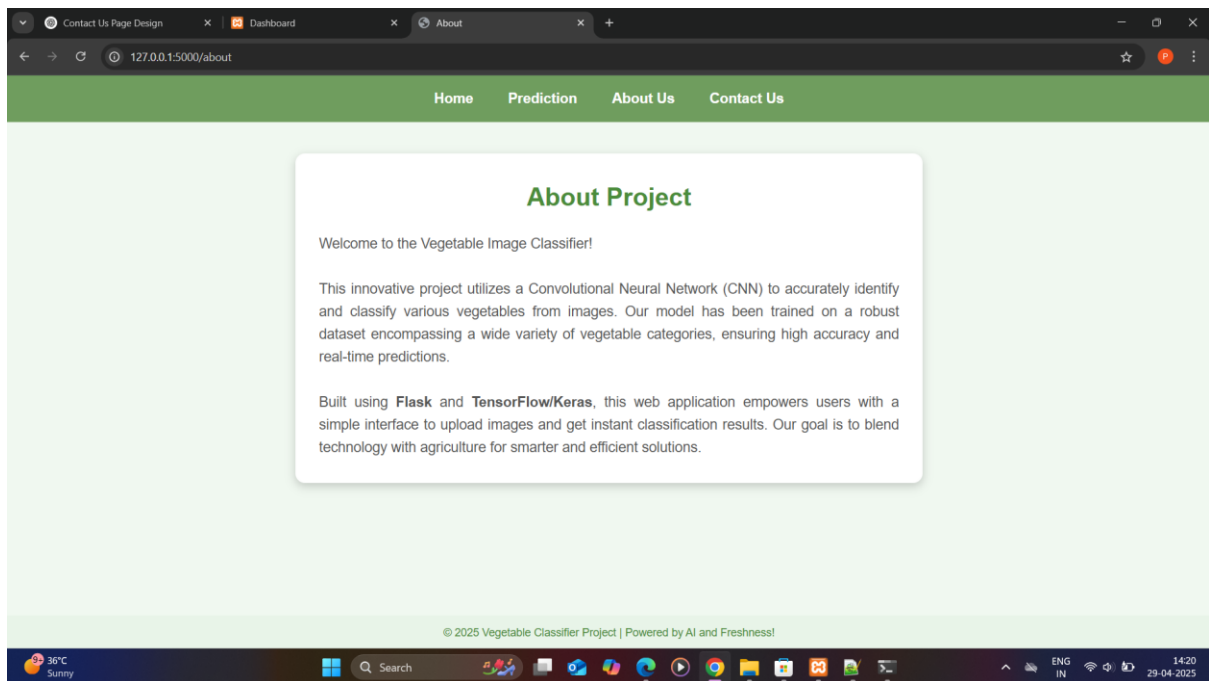 Contact Us Page Design
Dashboard
About
127.0.0.1:5000/about
P
Home Prediction About Us Contact Us
About Project
Welcome to the Vegetable Image Classifier!
This innovative project utilizes a Convolutional Neural Network (CNN) to accurately identify
and classify various vegetables from images. Our model has been trained on a robust
dataset encompassing a wide variety of vegetable categories, ensuring high accuracy and
real-time predictions.
Built using Flask and TensorFlow/Keras, this web application empowers users with a
simple interface to upload images and get instant classification results. Our goal is to blend
technology with agriculture for smarter and efficient solutions.
© 2025 Vegetable Classifier Project | Powered by AI and Freshness!
9+
36°C
Sunny
Search
ENG
IN
14:20
29-04-2025